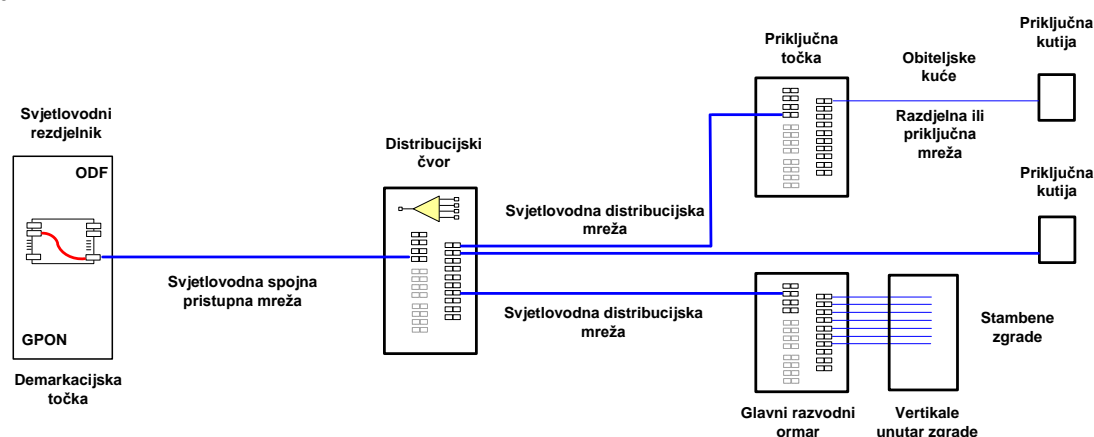 Svjetlovodni
rezdjelnik
ODF
GPON
Demarkacijska
točka
Svjetlovodna spojna
pristupna mreža
Distribucijski
čvor
Svjetlovodna distribucijska
mreža
Svjetlovodna distribucijska
mreža
Priključna
točka
Obiteljske
kuće
Razdjelna ili
priključna
mreža
Priključna
kutija
Priključna
kutija
Stambene
zgrade
Glavni razvodni
ormar
Vertikale
unutar zgrade